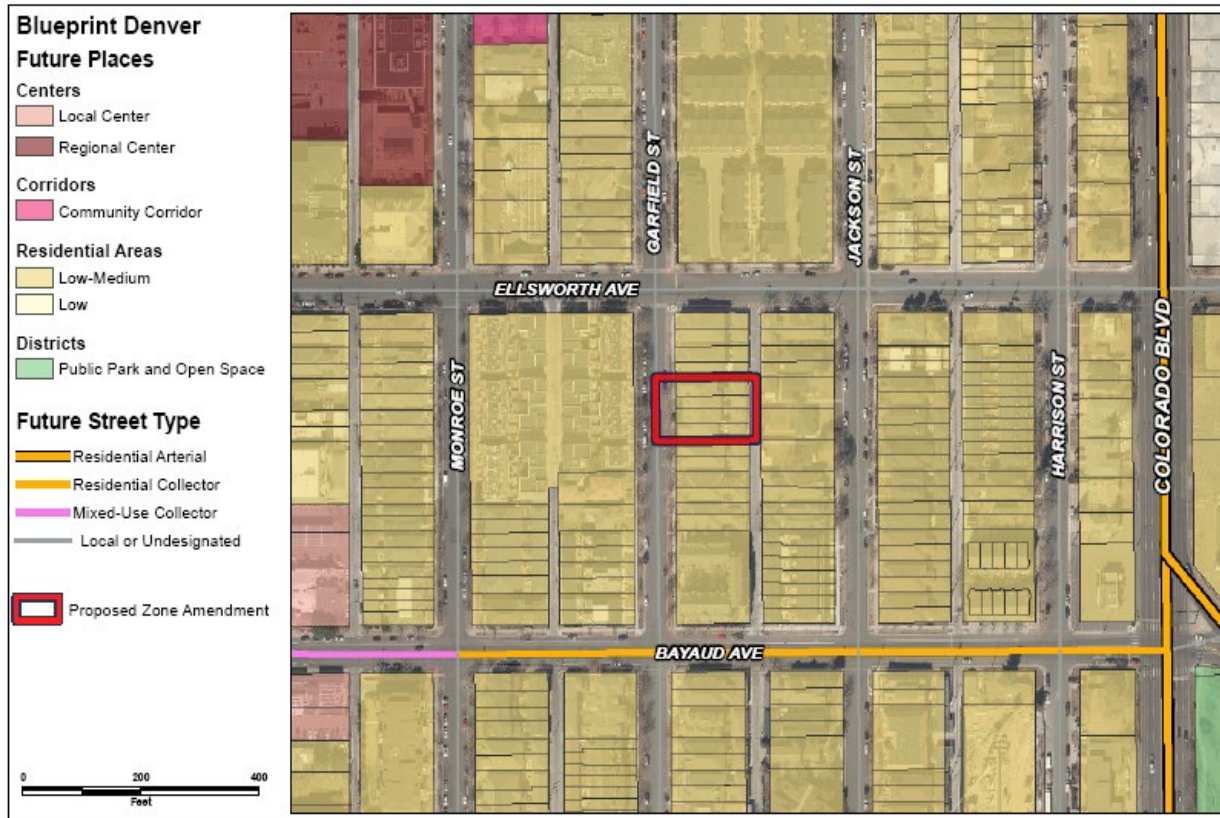 Blueprint Denver
Future Places
Centers
Local Center
Regional Center
Corridors
Community Corridor
Residential Areas
Low-Medium
Low
Districts
Public Park and Open Space
Future Street Type
Residential Arterial
Residential Collector
Mixed-Use Collector
Local or Undesignated
Proposed Zone Amendment
0 200 400
Feet
GARFIELD ST
JACKSON ST
ELLSWORTH AVE
MONROE ST
HARRISON ST
COLORADO BLVD
BAYAUD AVE